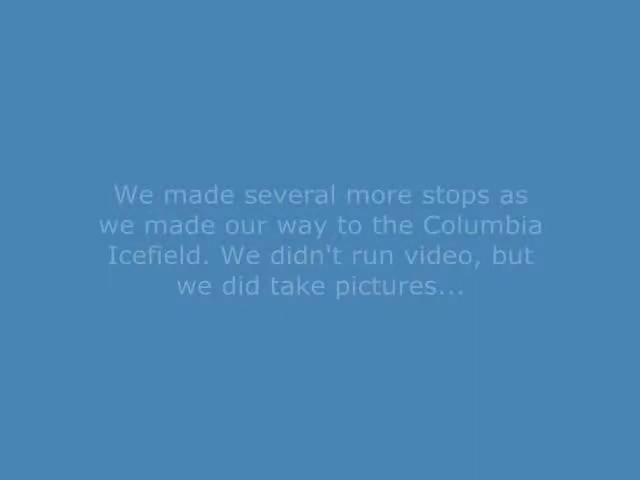 We made several more stops as
we made our way to the Columbia
Icefield. We didn't run video, but
we did take pictures...